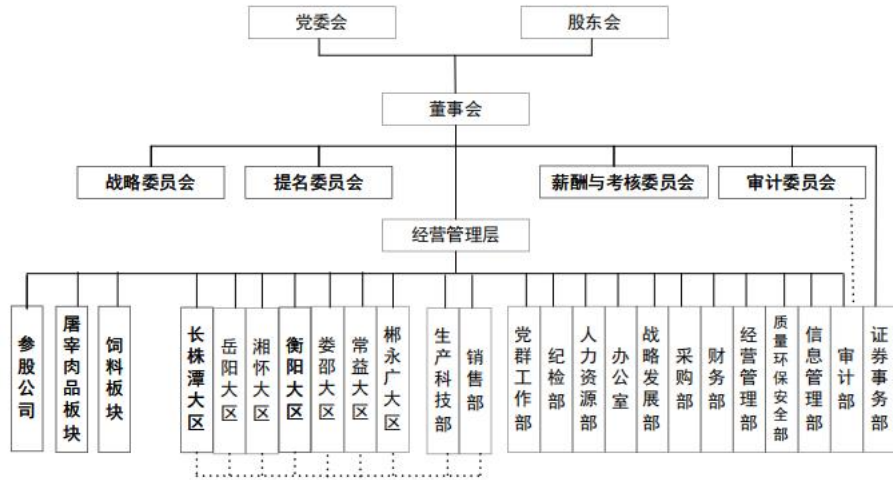 党委会
股东会
董事会
战略委员会
提名委员会
薪酬与考核委员会
审计委员会
经营管理层
参股公司
屠宰肉品板块
饲料板块
长株潭大区
岳阳大区
湘怀大区
衡阳大区
娄邵大区
常益大区
郴永广大区
生产科技部
销售部
党群工作部
纪检部
人力资源部
办公室
战略发展部
采购部
财务部
经营管理部
质量环保安全部
信息管理部
审计部
证券事务部